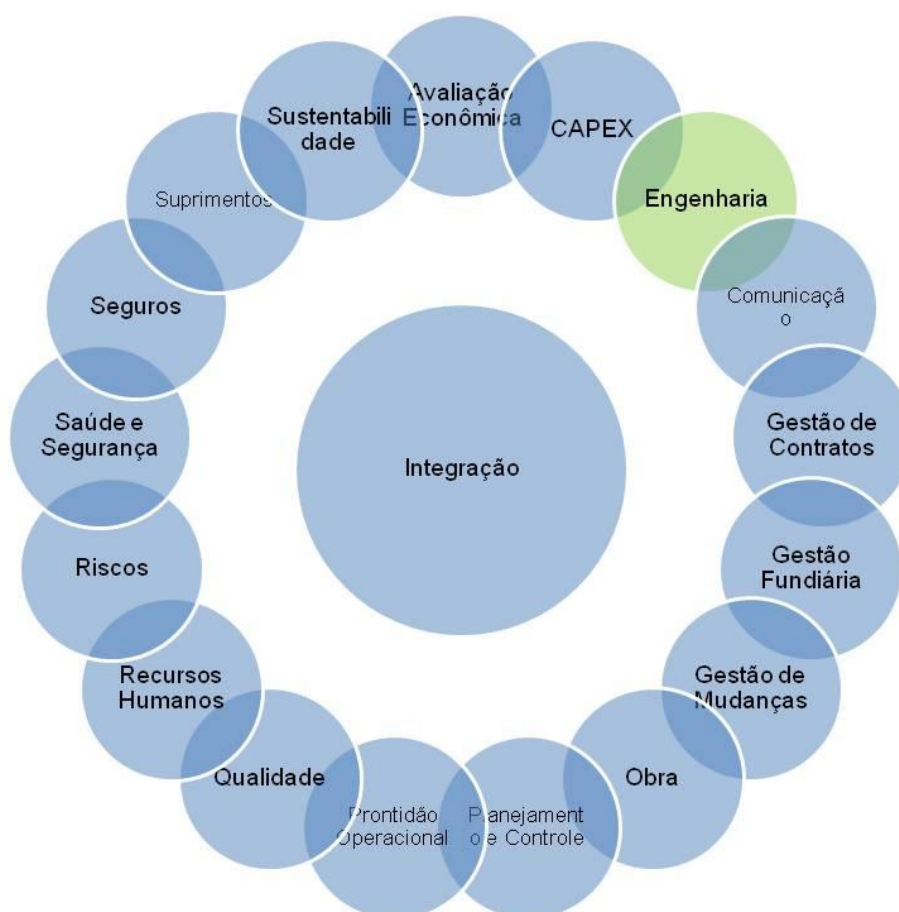 Avaliação
Econômica
CAPEX
Engenharia
Comunicaçã
o
Gestão de
Contratos
Gestão
Fundiária
Gestão de
Mudanças
Obra
Planejament
o e Controle
Prontidão
Operacional
Qualidade
Recursos
Humanos
Riscos
Saúde e
Segurança
Seguros
Suprimentos
Sustentabili
dade
Integração